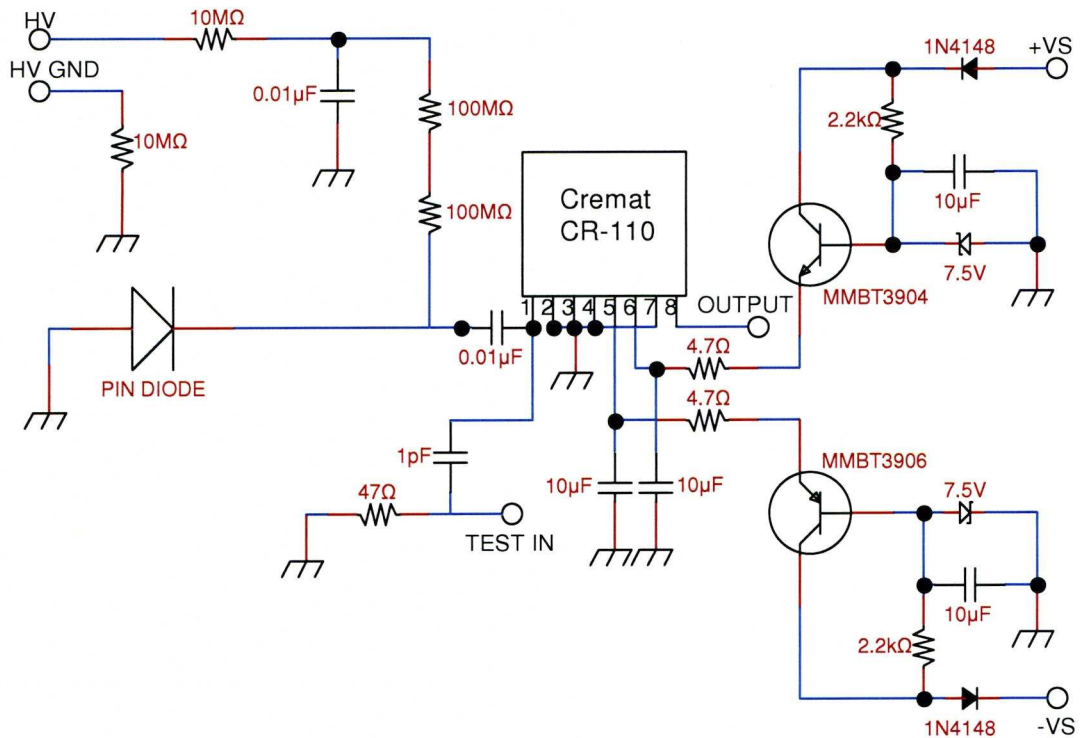 HV
10MΩ
HV GND
10MΩ
0.01µF
100MΩ
100MΩ
1N4148
+VS
2.2kΩ
10µF
7.5V
MMBT3904
Cremat
CR-110
1 2 3 4 5 6 7 8
OUTPUT
0.01µF
PIN DIODE
4.7Ω
4.7Ω
1pF
47Ω
TEST IN
10µF
10µF
MMBT3906
7.5V
10µF
2.2kΩ
1N4148
-VS